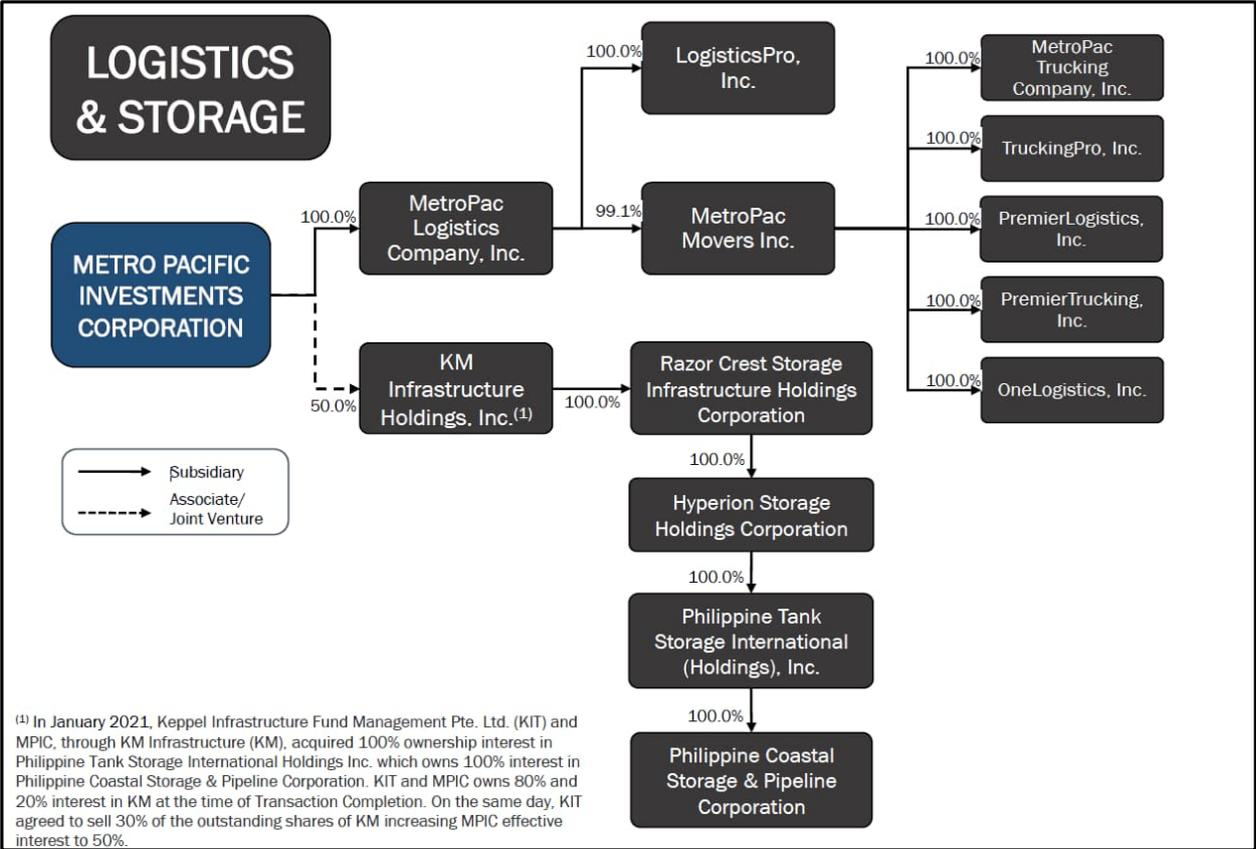 LOGISTICS
& STORAGE
METRO PACIFIC
INVESTMENTS
CORPORATION
100.0%
MetroPac
Logistics
Company, Inc.
100.0%
LogisticsPro,
Inc.
99.1%
MetroPac
Movers Inc.
100.0%
MetroPac
Trucking
Company, Inc.
100.0%
TruckingPro, Inc.
100.0%
PremierLogistics,
Inc.
100.0%
PremierTrucking,
Inc.
100.0%
OneLogistics, Inc.
50.0%
KM
Infrastructure
Holdings, Inc.(1)
100.0%
Razor Crest Storage
Infrastructure Holdings
Corporation
100.0%
Hyperion Storage
Holdings Corporation
100.0%
Philippine Tank
Storage International
(Holdings), Inc.
100.0%
Philippine Coastal
Storage & Pipeline
Corporation
Subsidiary
Associate/
Joint Venture
(1) In January 2021, Keppel Infrastructure Fund Management Pte. Ltd. (KIT) and
MPIC, through KM Infrastructure (KM), acquired 100% ownership interest in
Philippine Tank Storage International Holdings Inc. which owns 100% interest in
Philippine Coastal Storage & Pipeline Corporation. KIT and MPIC owns 80% and
20% interest in KM at the time of Transaction Completion. On the same day, KIT
agreed to sell 30% of the outstanding shares of KM increasing MPIC effective
interest to 50%.